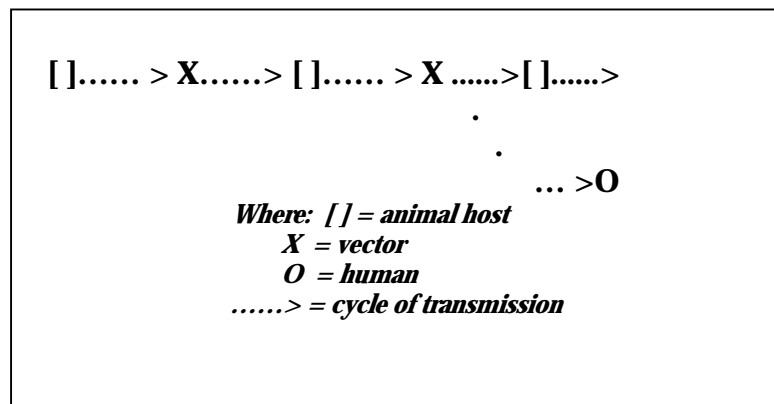 [ ]…… > X……> [ ]…… > X ......>[ ]......>
.
.
… >O
Where: [ ] = animal host
X = vector
O = human
……> = cycle of transmission